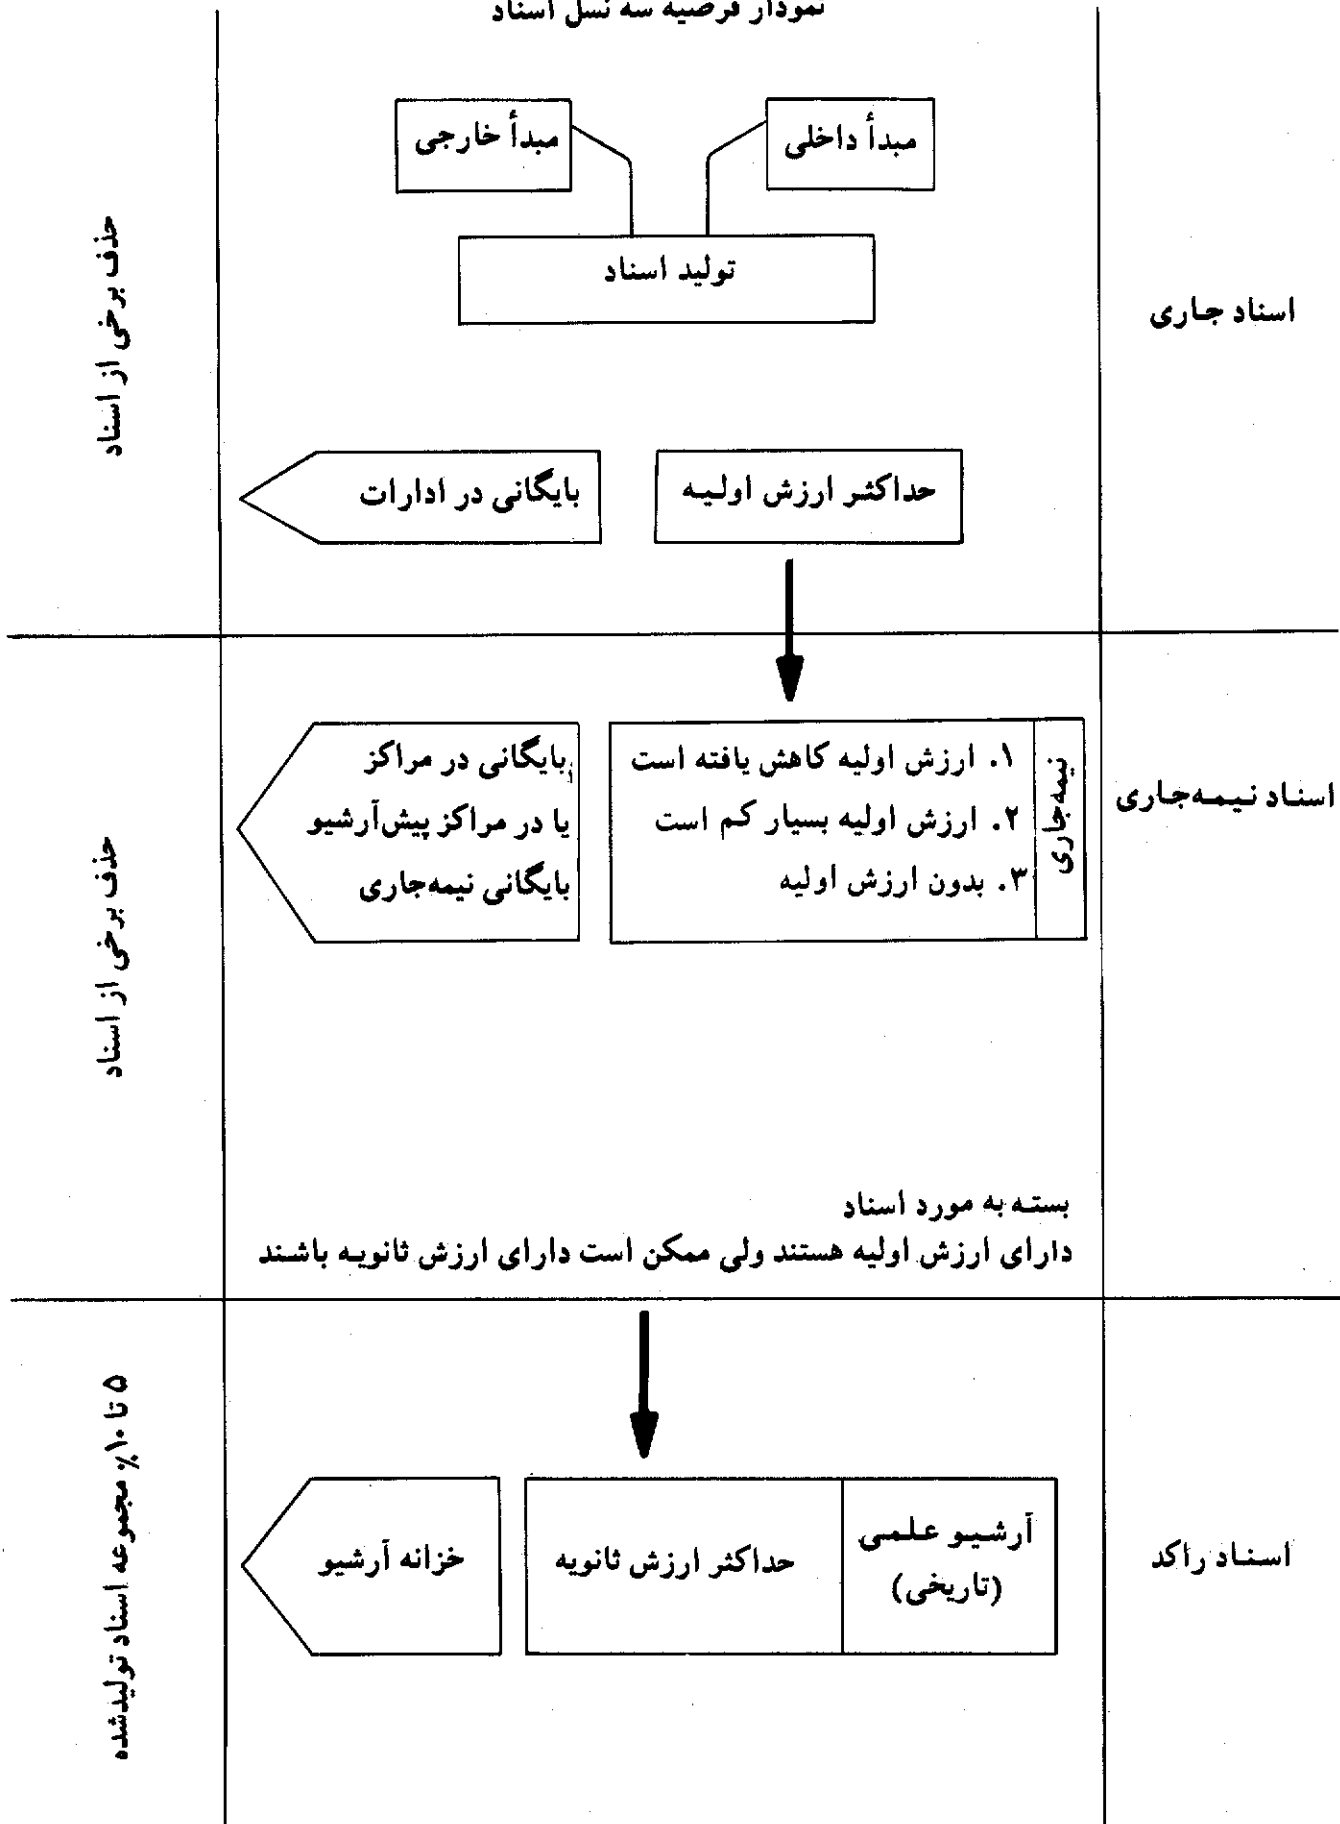 نمودار فرضیه سه نسل اسناد
مبدأ داخلی
مبدأ خارجی
تولید اسناد
اسناد جاری
حذف برخی از اسناد
حداکثر ارزش اولیه
بایگانی در ادارات
اسناد نیمه‌جاری
نیمه‌جاری
۱. ارزش اولیه کاهش یافته است
۲. ارزش اولیه بسیار کم است
۳. بدون ارزش اولیه
بایگانی در مراکز
یا در مراکز پیش‌آرشیو
بایگانی نیمه‌جاری
حذف برخی از اسناد
بسته به مورد اسناد
دارای ارزش اولیه هستند ولی ممکن است دارای ارزش ثانویه باشند
اسناد راکد
آرشیو علمی
(تاریخی)
حداکثر ارزش ثانویه
خزانه آرشیو
۵ تا ۱۰٪ مجموعه اسناد تولیدشده